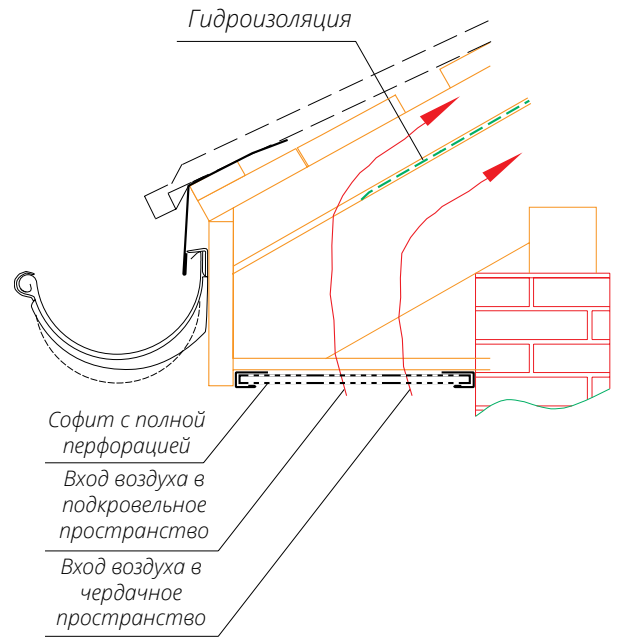 Гидроизоляция
Софит с полной
перфорацией
Вход воздуха в
подкровельное
пространство
Вход воздуха в
чердачное
пространство